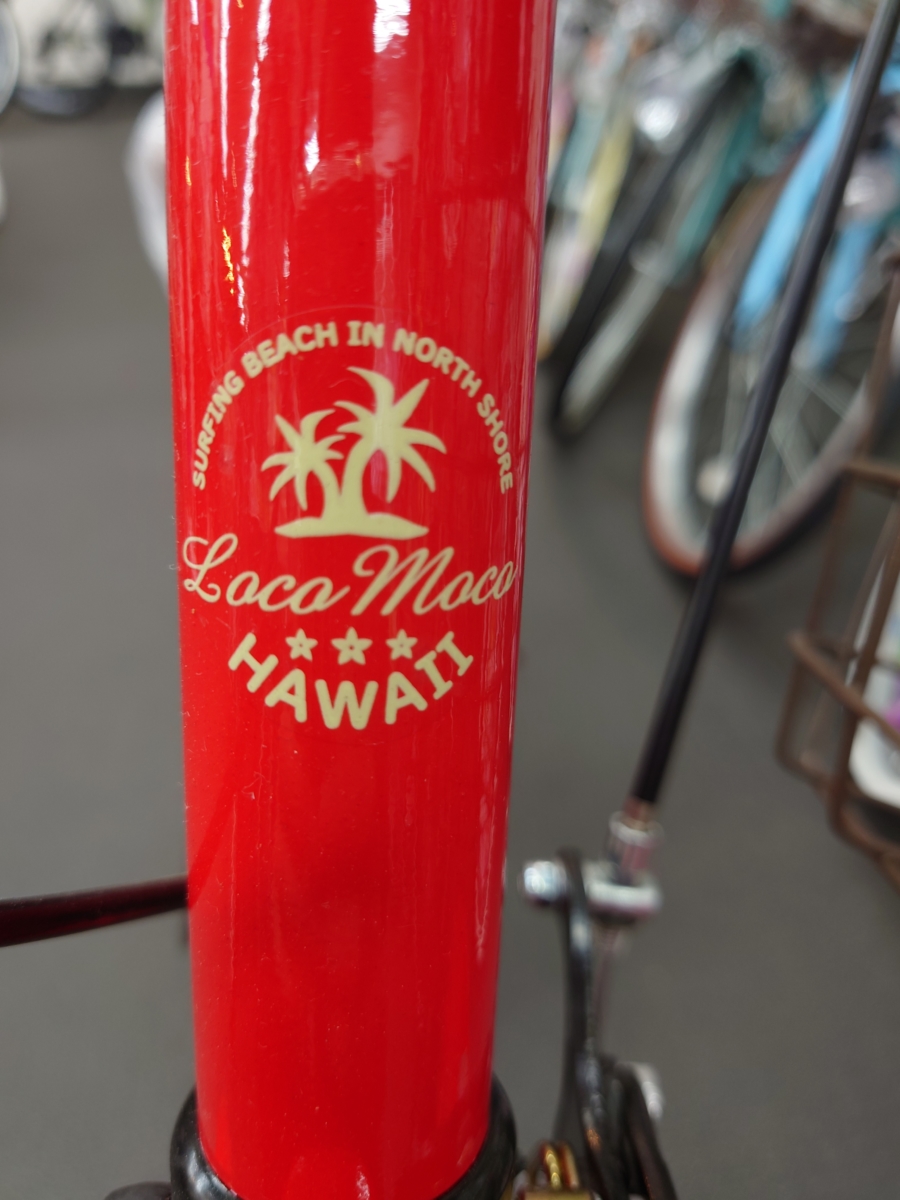 SURFING BEACH IN NORTH SHORE
Loco Moco
HAWAII